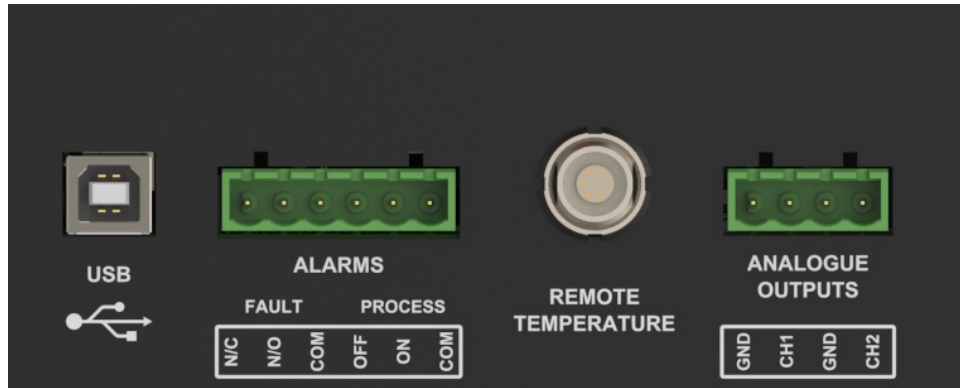 USB
ALARMS
FAULT PROCESS
N/C N/O COM OFF ON COM
REMOTE
TEMPERATURE
ANALOGUE
OUTPUTS
GND CH1 GND CH2